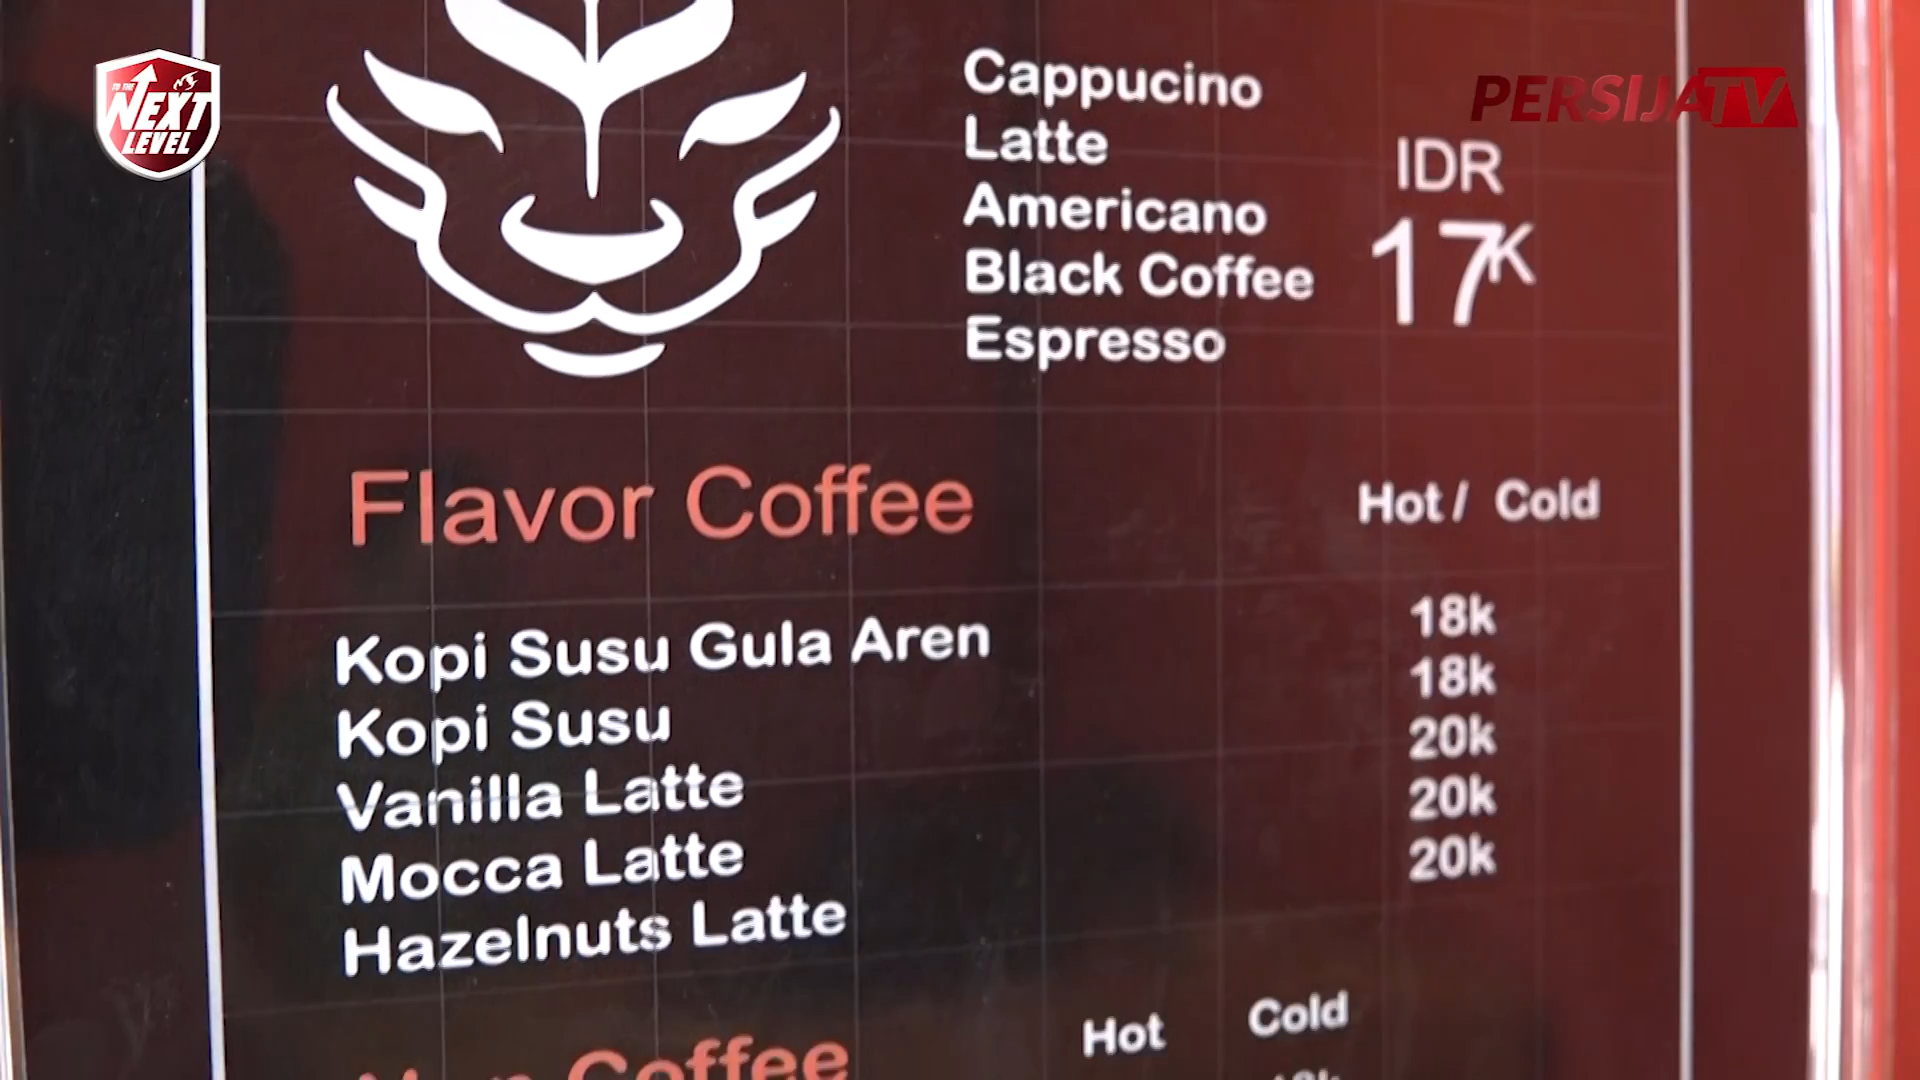 TO THE
NEXT
LEVEL
PERSIJATV
Cappucino
Latte
Americano
Black Coffee
Espresso
IDR
17K
Flavor Coffee
Hot / Cold
Kopi Susu Gula Aren
18k
Kopi Susu
18k
Vanilla Latte
20k
Mocca Latte
20k
Hazelnuts Latte
20k
Hot Cold
Coffee